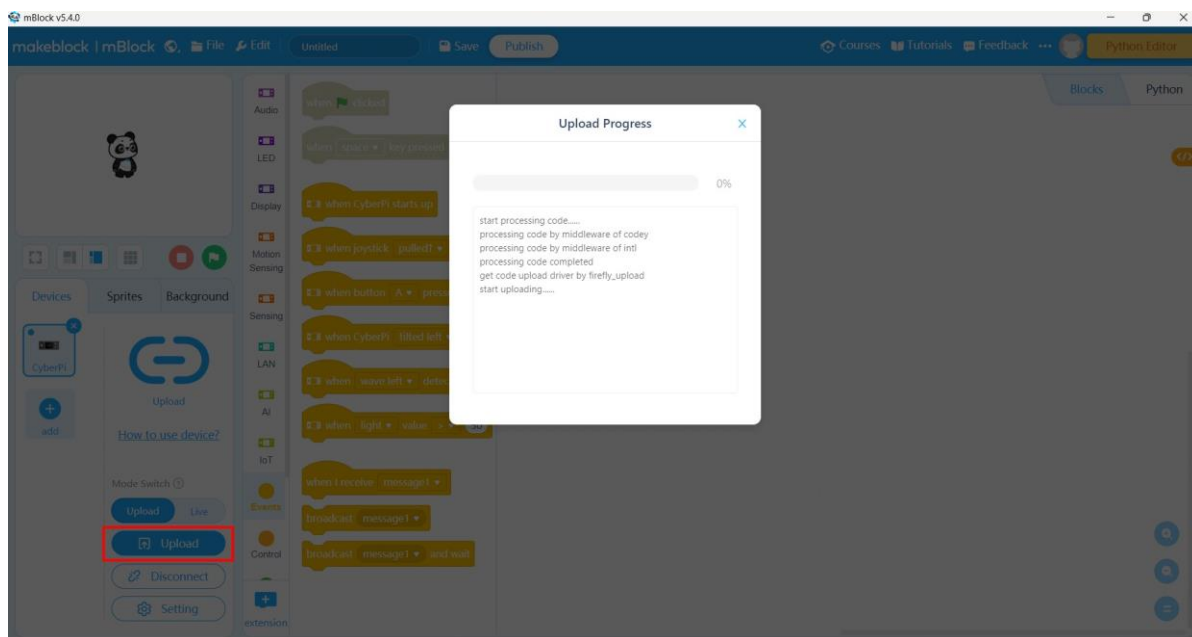 mBlock v5.4.0
makeblock | mBlock File Edit Untitled Save Publish Courses Tutorials Feedback Python Editor
Blocks Python
Audio
LED
Display
Motion
Sensing
Sensing
LAN
AI
IoT
Events
Control
extension
when clicked
when space key pressed
when CyberPi starts up
when joystick pulled↑
when button A
when CyberPi tilted left
when wave left
when light value > 50
when I receive message1
broadcast message1
broadcast message1 and wait
Devices Sprites Background
CyberPi
add
Upload
How to use device?
Mode Switch
Upload Live
Upload
Disconnect
Setting
Upload Progress
0%
start processing code.....
processing code by middleware of codey
processing code by middleware of intl
processing code completed
get code upload driver by firefly_upload
start uploading.....